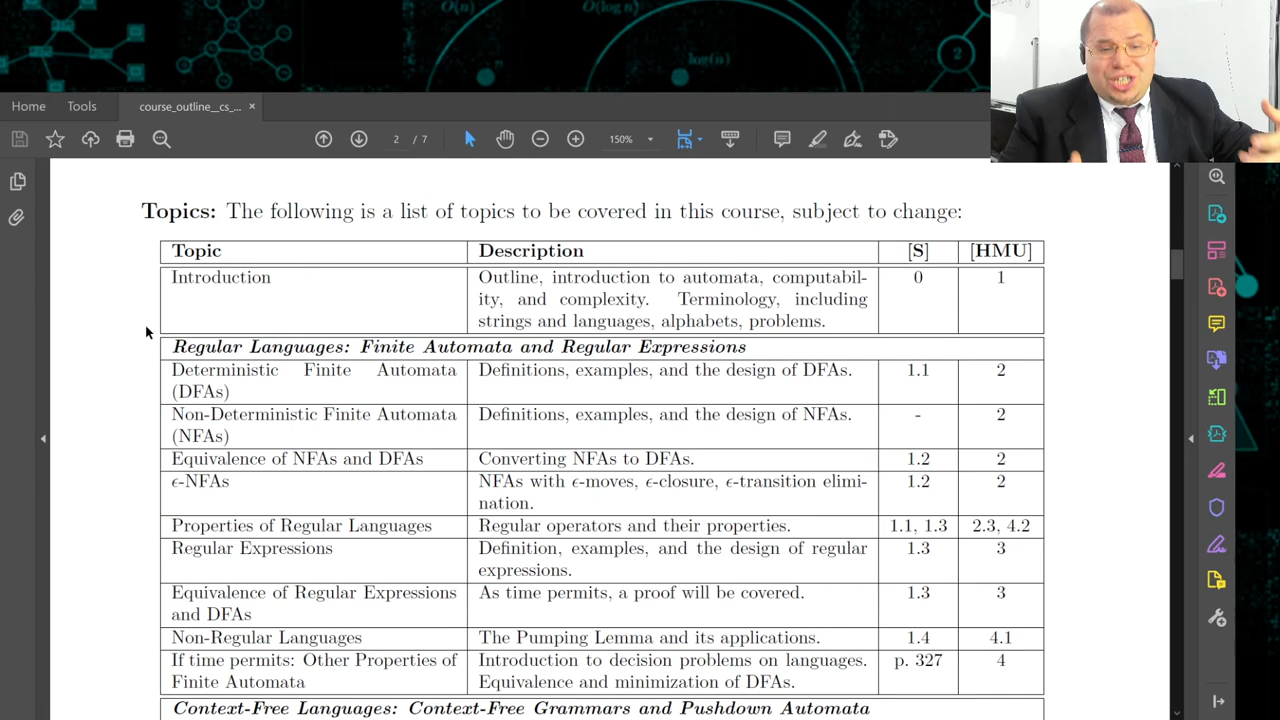 O(n) O(log n)
log(n) 2
Home Tools course_outline__cs_... ×
2 / 7 150%
Topics: The following is a list of topics to be covered in this course, subject to change:
Topic Description [S] [HMU]
Introduction Outline, introduction to automata, computabil- 0 1
ity, and complexity. Terminology, including
strings and languages, alphabets, problems.
Regular Languages: Finite Automata and Regular Expressions
Deterministic Finite Automata Definitions, examples, and the design of DFAs. 1.1 2
(DFAs)
Non-Deterministic Finite Automata Definitions, examples, and the design of NFAs. - 2
(NFAs)
Equivalence of NFAs and DFAs Converting NFAs to DFAs. 1.2 2
ϵ-NFAs NFAs with ϵ-moves, ϵ-closure, ϵ-transition elimi- 1.2 2
nation.
Properties of Regular Languages Regular operators and their properties. 1.1, 1.3 2.3, 4.2
Regular Expressions Definition, examples, and the design of regular 1.3 3
expressions.
Equivalence of Regular Expressions As time permits, a proof will be covered. 1.3 3
and DFAs
Non-Regular Languages The Pumping Lemma and its applications. 1.4 4.1
If time permits: Other Properties of Introduction to decision problems on languages. p. 327 4
Finite Automata Equivalence and minimization of DFAs.
Context-Free Languages: Context-Free Grammars and Pushdown Automata